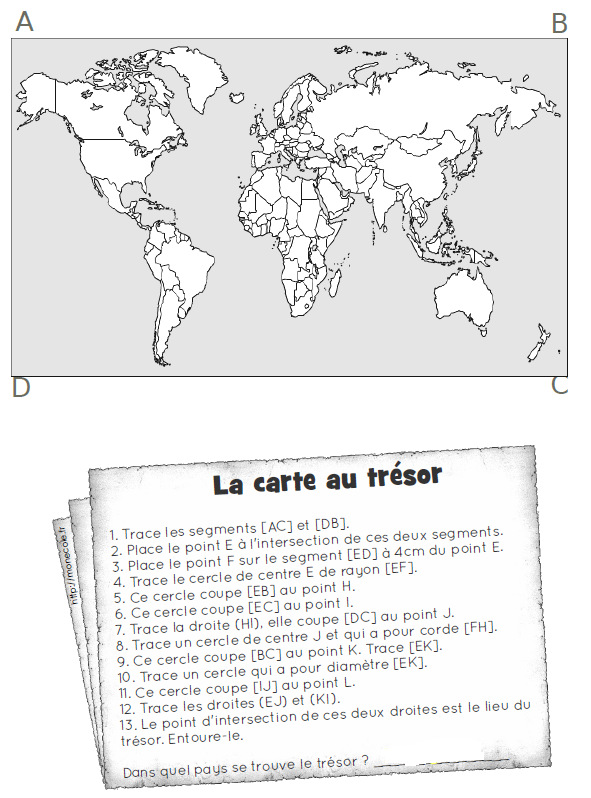 A
B
D
C
La carte au trésor
1. Trace les segments [AC] et [DB].
2. Place le point E à l'intersection de ces deux segments.
3. Place le point F sur le segment [ED] à 4cm du point E.
4. Trace le cercle de centre E de rayon [EF].
5. Ce cercle coupe [EB] au point H.
6. Ce cercle coupe [EC] au point I.
7. Trace la droite (HI), elle coupe [DC] au point J.
8. Trace un cercle de centre J et qui a pour corde [FH].
9. Ce cercle coupe [BC] au point K. Trace [EK].
10. Trace un cercle qui a pour diamètre [EK].
11. Ce cercle coupe [IJ] au point L.
12. Trace les droites (EJ) et (KI).
13. Le point d'intersection de ces deux droites est le lieu du
trésor. Entoure-le.
Dans quel pays se trouve le trésor ? ____ ____________
http://monecole.fr